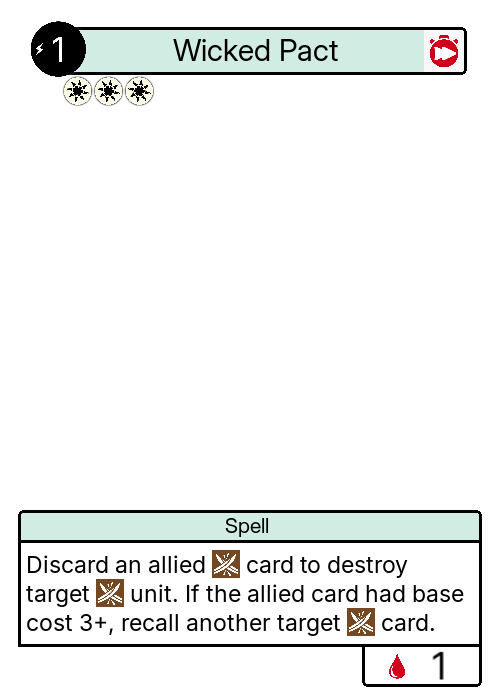 1 Wicked Pact
Spell
Discard an allied card to destroy
target unit. If the allied card had base
cost 3+, recall another target card.
1